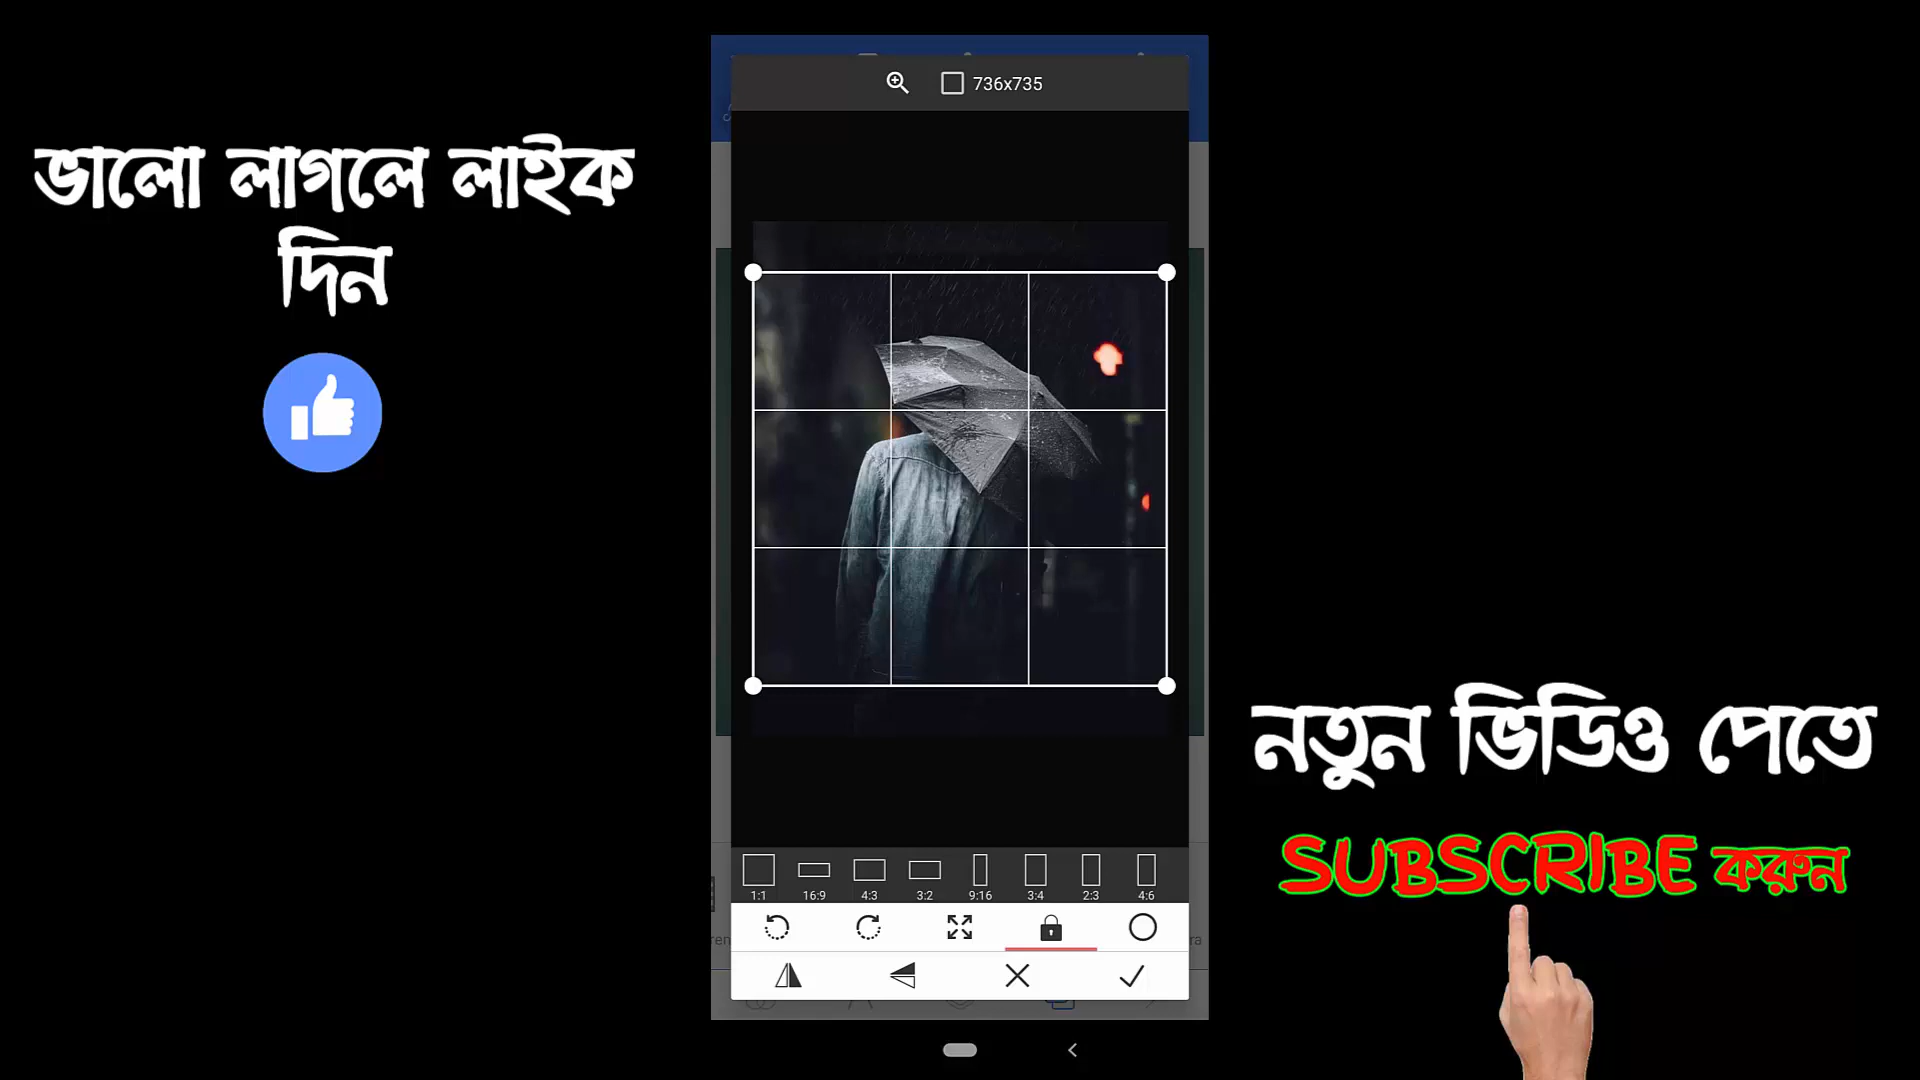 736x735
ভালো লাগলে লাইক
দিন
1:1 16:9 4:3 3:2 9:16 3:4 2:3 4:6
নতুন ভিডিও পেতে
SUBSCRIBE করুন